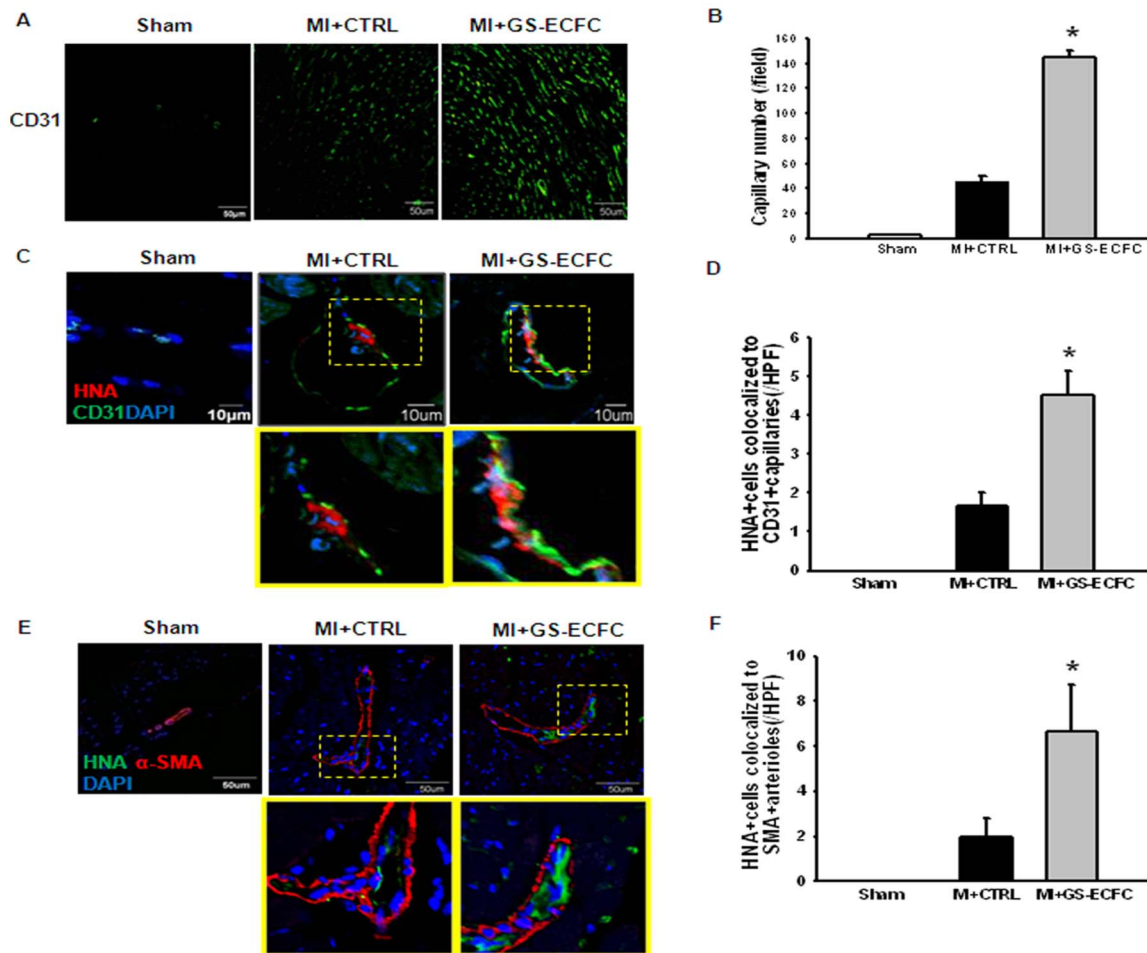 A
Sham
MI+CTRL
MI+GS-ECFC
CD31
50µm
50um
50um
B
Capillary number (/field)
160
140
120
100
80
60
40
20
0
*
Sham
MI+CTRL
MI+GS-ECFC
C
Sham
MI+CTRL
MI+GS-ECFC
HNA
CD31DAPI
10µm
10um
10um
D
HNA+cells colocalized to
CD31+capillaries(/HPF)
6
5
4
3
2
1
0
*
Sham
MI+CTRL
MI+GS-ECFC
E
Sham
MI+CTRL
MI+GS-ECFC
HNA α-SMA
DAPI
50um
50um
50um
F
HNA+cells colocalized to
SMA+arterioles(/HPF)
10
8
6
4
2
0
*
Sham
M+CTRL
MI+GS-ECFC